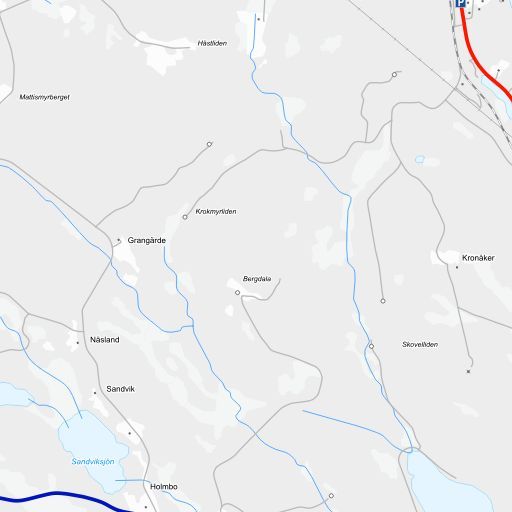 P
Hästliden
Mattismyrberget
Krokmyrliden
Grangärde
Kronåker
Bergdala
Näsland
Skovelliden
Sandvik
Sandviksjön
Holmbo